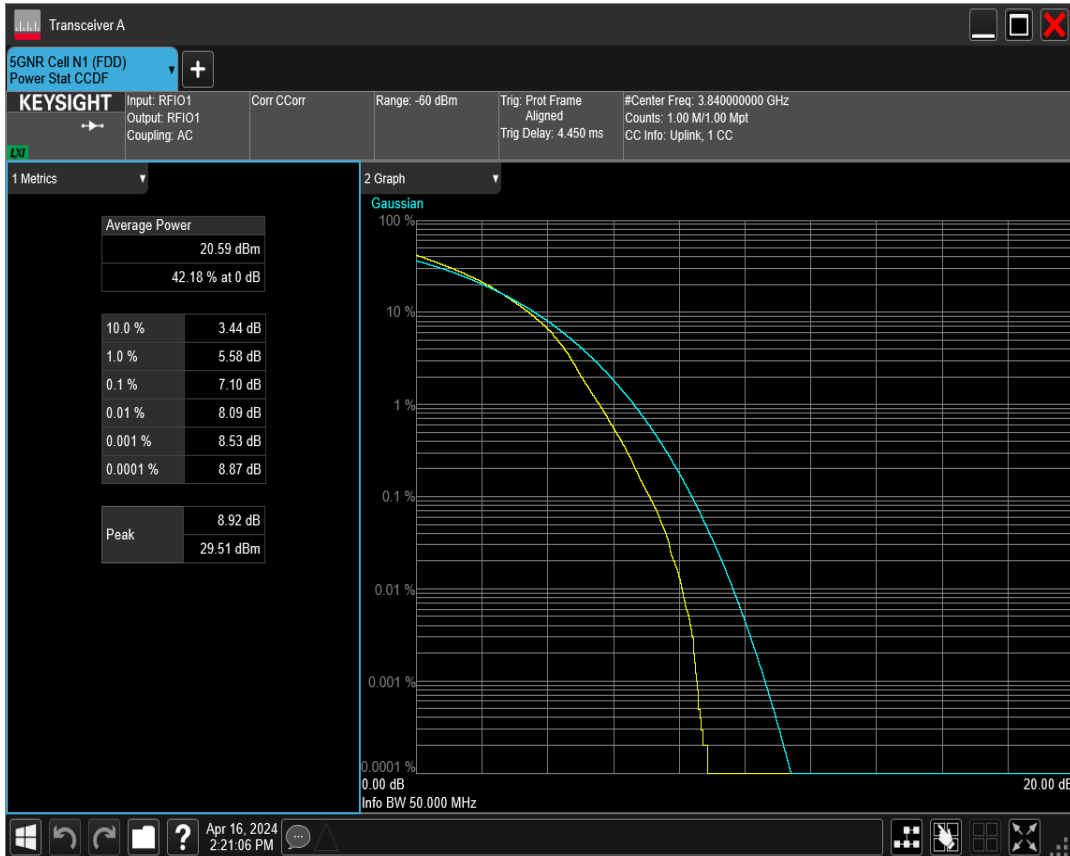 Transceiver A
5GNR Cell N1 (FDD)
Power Stat CCDF
+
KEYSIGHT
LXI
Input: RFIO1
Output: RFIO1
Coupling: AC
Corr CCorr
Range: -60 dBm
Trig: Prot Frame
Aligned
Trig Delay: 4.450 ms
#Center Freq: 3.840000000 GHz
Counts: 1.00 M/1.00 Mpt
CC Info: Uplink, 1 CC
1 Metrics
Average Power
20.59 dBm
42.18 % at 0 dB
10.0 % 3.44 dB
1.0 % 5.58 dB
0.1 % 7.10 dB
0.01 % 8.09 dB
0.001 % 8.53 dB
0.0001 % 8.87 dB
Peak 8.92 dB
29.51 dBm
2 Graph
Gaussian
100 %
10 %
1 %
0.1 %
0.01 %
0.001 %
0.0001 %
0.00 dB 20.00 dB
Info BW 50.000 MHz
?
Apr 16, 2024
2:21:06 PM